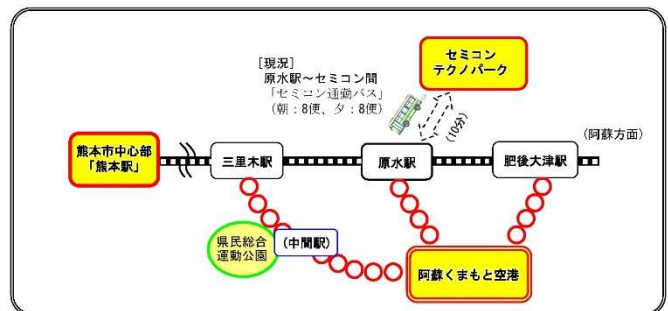 [現況]
原水駅～セミコン間
「セミコン通勤バス」
(朝:8便、夕:8便)
セミコン
テクノパーク
(10分)
(阿蘇方面)
熊本市中心部
「熊本駅」
三里木駅
原水駅
肥後大津駅
県民総合
運動公園
(中間駅)
阿蘇くまもと空港